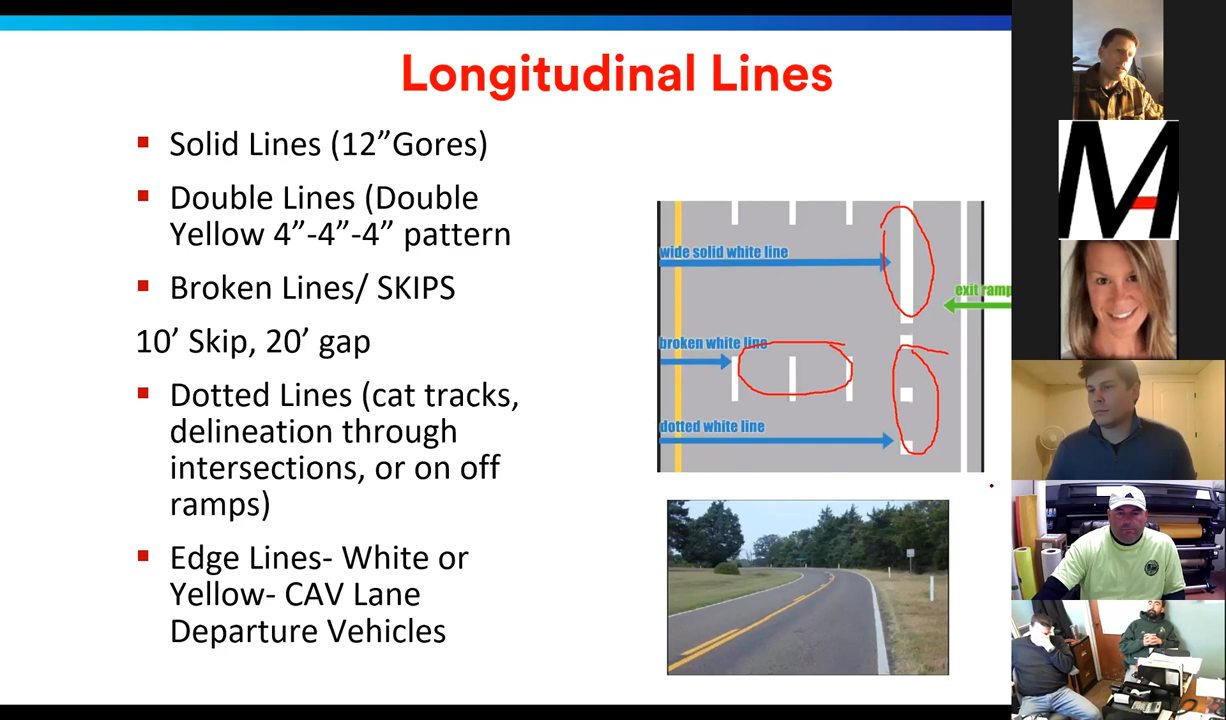 Longitudinal Lines
Solid Lines (12”Gores)
Double Lines (Double
Yellow 4”-4”-4” pattern
Broken Lines/ SKIPS
10’ Skip, 20’ gap
Dotted Lines (cat tracks,
delineation through
intersections, or on off
ramps)
Edge Lines- White or
Yellow- CAV Lane
Departure Vehicles
wide solid white line
exit ramp
broken white line
dotted white line
MA